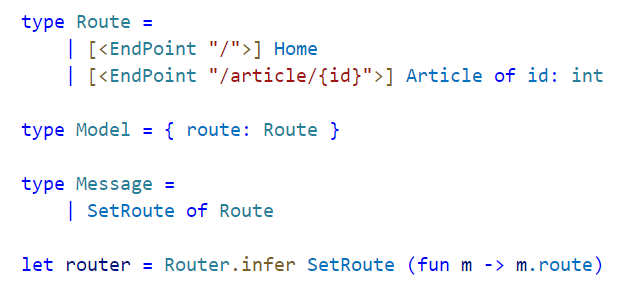 type Route =
    | [<EndPoint "/">] Home
    | [<EndPoint "/article/{id}">] Article of id: int
type Model = { route: Route }
type Message =
    | SetRoute of Route
let router = Router.infer SetRoute (fun m -> m.route)